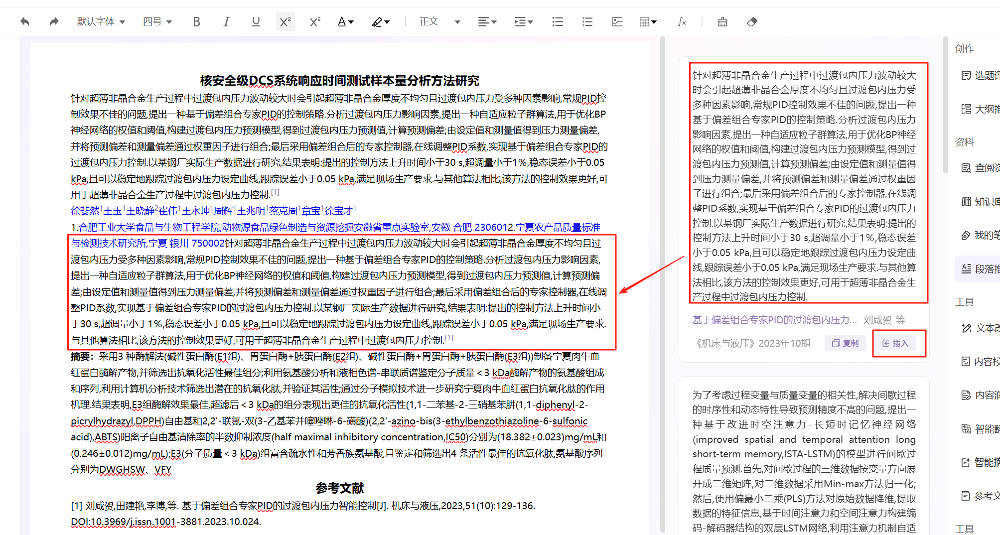 默认字体 四号 B I U X² X² A 正文
核安全级DCS系统响应时间测试样本量分析方法研究
针对超薄非晶合金生产过程中过渡包内压力波动较大时会引起超薄非晶合金厚度不均匀且过渡包内压力受多种因素影响,常规PID控
制效果不佳的问题,提出一种基于偏差组合专家PID的控制策略.分析过渡包内压力影响因素,提出一种自适应粒子群算法,用于优化BP
神经网络的权值和阈值,构建过渡包内压力预测模型,得到过渡包内压力预测值,计算预测偏差;由设定值和测量值得到压力测量偏差,
并将预测偏差和测量偏差通过权重因子进行组合;最后采用偏差组合后的专家控制器,在线调整PID系数,实现基于偏差组合专家PID的
过渡包内压力控制.以某钢厂实际生产数据进行研究,结果表明:提出的控制方法上升时间小于30 s,超调量小于1%,稳态误差小于0.05
kPa,且可以稳定地跟踪过渡包内压力设定曲线,跟踪误差小于0.05 kPa,满足现场生产要求.与其他算法相比,该方法的控制效果更好,可
用于超薄非晶合金生产过程中过渡包内压力控制.[1]
徐斐然1王玉1王晓静2崔伟1王永坤1周辉1王兆明1蔡克周1章宝1徐宝才1
1.合肥工业大学食品与生物工程学院,动物源食品绿色制造与资源挖掘安徽省重点实验室,安徽 合肥 2306012.宁夏农产品质量标准
与检测技术研究所,宁夏 银川 750002针对超薄非晶合金生产过程中过渡包内压力波动较大时会引起超薄非晶合金厚度不均匀且过
渡包内压力受多种因素影响,常规PID控制效果不佳的问题,提出一种基于偏差组合专家PID的控制策略.分析过渡包内压力影响因素,
提出一种自适应粒子群算法,用于优化BP神经网络的权值和阈值,构建过渡包内压力预测模型,得到过渡包内压力预测值,计算预测偏
差;由设定值和测量值得到压力测量偏差,并将预测偏差和测量偏差通过权重因子进行组合;最后采用偏差组合后的专家控制器,在线调
整PID系数,实现基于偏差组合专家PID的过渡包内压力控制.以某钢厂实际生产数据进行研究,结果表明:提出的控制方法上升时间小
于30 s,超调量小于1%,稳态误差小于0.05 kPa,且可以稳定地跟踪过渡包内压力设定曲线,跟踪误差小于0.05 kPa,满足现场生产要求.
与其他算法相比,该方法的控制效果更好,可用于超薄非晶合金生产过程中过渡包内压力控制.[1]
摘要：采用3 种酶解法(碱性蛋白酶(E1组)、胃蛋白酶+胰蛋白酶(E2组)、碱性蛋白酶+胃蛋白酶+胰蛋白酶(E3组))制备宁夏肉牛血
红蛋白酶解产物,并筛选出抗氧化活性最佳组分;利用氨基酸分析和液相色谱-串联质谱鉴定分子质量＜3 kDa酶解产物的氨基酸组成
和序列,利用计算机分析技术筛选出潜在的抗氧化肽,并验证其活性;通过分子模拟技术进一步研究宁夏肉牛血红蛋白抗氧化肽的作用
机理.结果表明,E3组酶解效果最佳,超滤后＜3 kDa的组分表现出更佳的抗氧化活性(1,1-二苯基-2-三硝基苯肼(1,1-diphenyl-2-
picrylhydrazyl,DPPH)自由基和2,2'-联氮-双(3-乙基苯并噻唑啉-6-磺酸)(2,2'-azino-bis(3-ethylbenzothiazoline-6-sulfonic
acid),ABTS)阳离子自由基清除率的半数抑制浓度(half maximal inhibitory concentration,IC50)分别为(18.382±0.023)mg/mL和
(0.246±0.012)mg/mL);E3(分子质量＜3 kDa)组富含疏水性和芳香族氨基酸,且鉴定和筛选出4 条活性最佳的抗氧化肽,氨基酸序列
分别为DWGHSW、VFY
参考文献
[1] 刘咸贺,田建艳,李博,等. 基于偏差组合专家PID的过渡包内压力智能控制[J]. 机床与液压,2023,51(10):129-136.
DOI:10.3969/j.issn.1001-3881.2023.10.024.
针对超薄非晶合金生产过程中过渡包内压力波动较大
时会引起超薄非晶合金厚度不均匀且过渡包内压力受
多种因素影响,常规PID控制效果不佳的问题,提出一种
基于偏差组合专家PID的控制策略.分析过渡包内压力
影响因素,提出一种自适应粒子群算法,用于优化BP神经
网络的权值和阈值,构建过渡包内压力预测模型,得到过
渡包内压力预测值,计算预测偏差;由设定值和测量值得
到压力测量偏差,并将预测偏差和测量偏差通过权重因
子进行组合;最后采用偏差组合后的专家控制器,在线调
整PID系数,实现基于偏差组合专家PID的过渡包内压力
控制.以某钢厂实际生产数据进行研究,结果表明:提出的
控制方法上升时间小于30 s,超调量小于1%,稳态误差
小于0.05 kPa,且可以稳定地跟踪过渡包内压力设定曲
线,跟踪误差小于0.05 kPa,满足现场生产要求.与其他算
法相比,该方法的控制效果更好,可用于超薄非晶合金生
产过程中过渡包内压力控制.
基于偏差组合专家PID的过渡包内压力... 刘咸贺 等
《机床与液压》2023年10期 复制 插入
为了考虑过程变量与质量变量的相关性,解决间歇过程
的时序性和动态特性导致预测精度不高的问题,提出一
种基于改进时空注意力-长短时记忆神经网络
(improved spatial and temporal attention long
short-term memory,ISTA-LSTM)的模型进行间歇过
程质量预测.首先,对间歇过程的三维数据按变量方向展
开成二维矩阵,对二维数据采用Min-max方法归一化;
然后,使用偏最小二乘(PLS)方法对原始数据降维,提取
数据的特征信息,基于时间注意力和空间注意力构建编
码-解码器结构的双层LSTM网络,利用注意力机制自适
创作
选题评
大纲推
资料
查阅资
知识库
我的笔
段落推
工具
文本改
内容校
内容润
智能翻
智能摘
参考文
工具